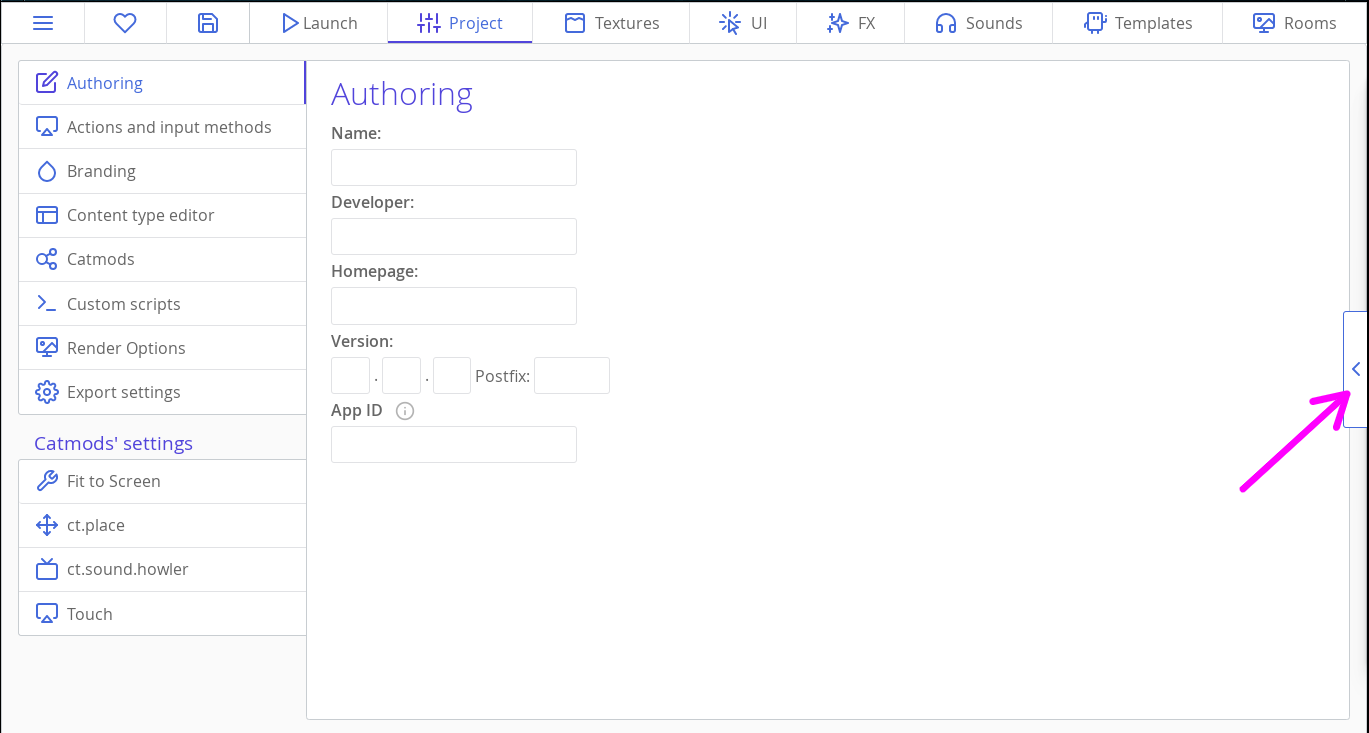 Launch Project Textures UI FX Sounds Templates Rooms
Authoring
Actions and input methods
Branding
Content type editor
Catmods
Custom scripts
Render Options
Export settings
Catmods' settings
Fit to Screen
ct.place
ct.sound.howler
Touch
Authoring
Name:
Developer:
Homepage:
Version:
. . Postfix:
App ID